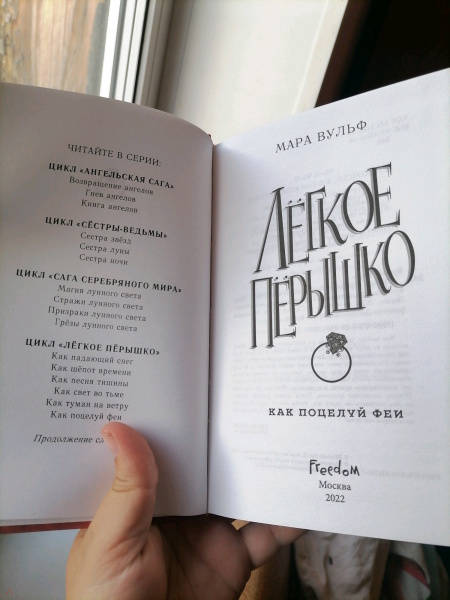 ЧИТАЙТЕ В СЕРИИ:
ЦИКЛ «АНГЕЛЬСКАЯ САГА»
Возвращение ангелов
Гнев ангелов
Книга ангелов
ЦИКЛ «СЁСТРЫ-ВЕДЬМЫ»
Сестра звёзд
Сестра луны
Сестра ночи
ЦИКЛ «САГА СЕРЕБРЯНОГО МИРА»
Магия лунного света
Стражи лунного света
Призраки лунного света
Грёзы лунного света
ЦИКЛ «ЛЁГКОЕ ПЁРЫШКО»
Как падающий снег
Как шёпот времени
Как песня тишины
Как свет во тьме
Как туман на ветру
Как поцелуй феи
Продолжение
МАРА ВУЛЬФ
ЛЁГКОЕ
ПЁРЫШКО
КАК ПОЦЕЛУЙ ФЕИ
Freedom
Москва
2022